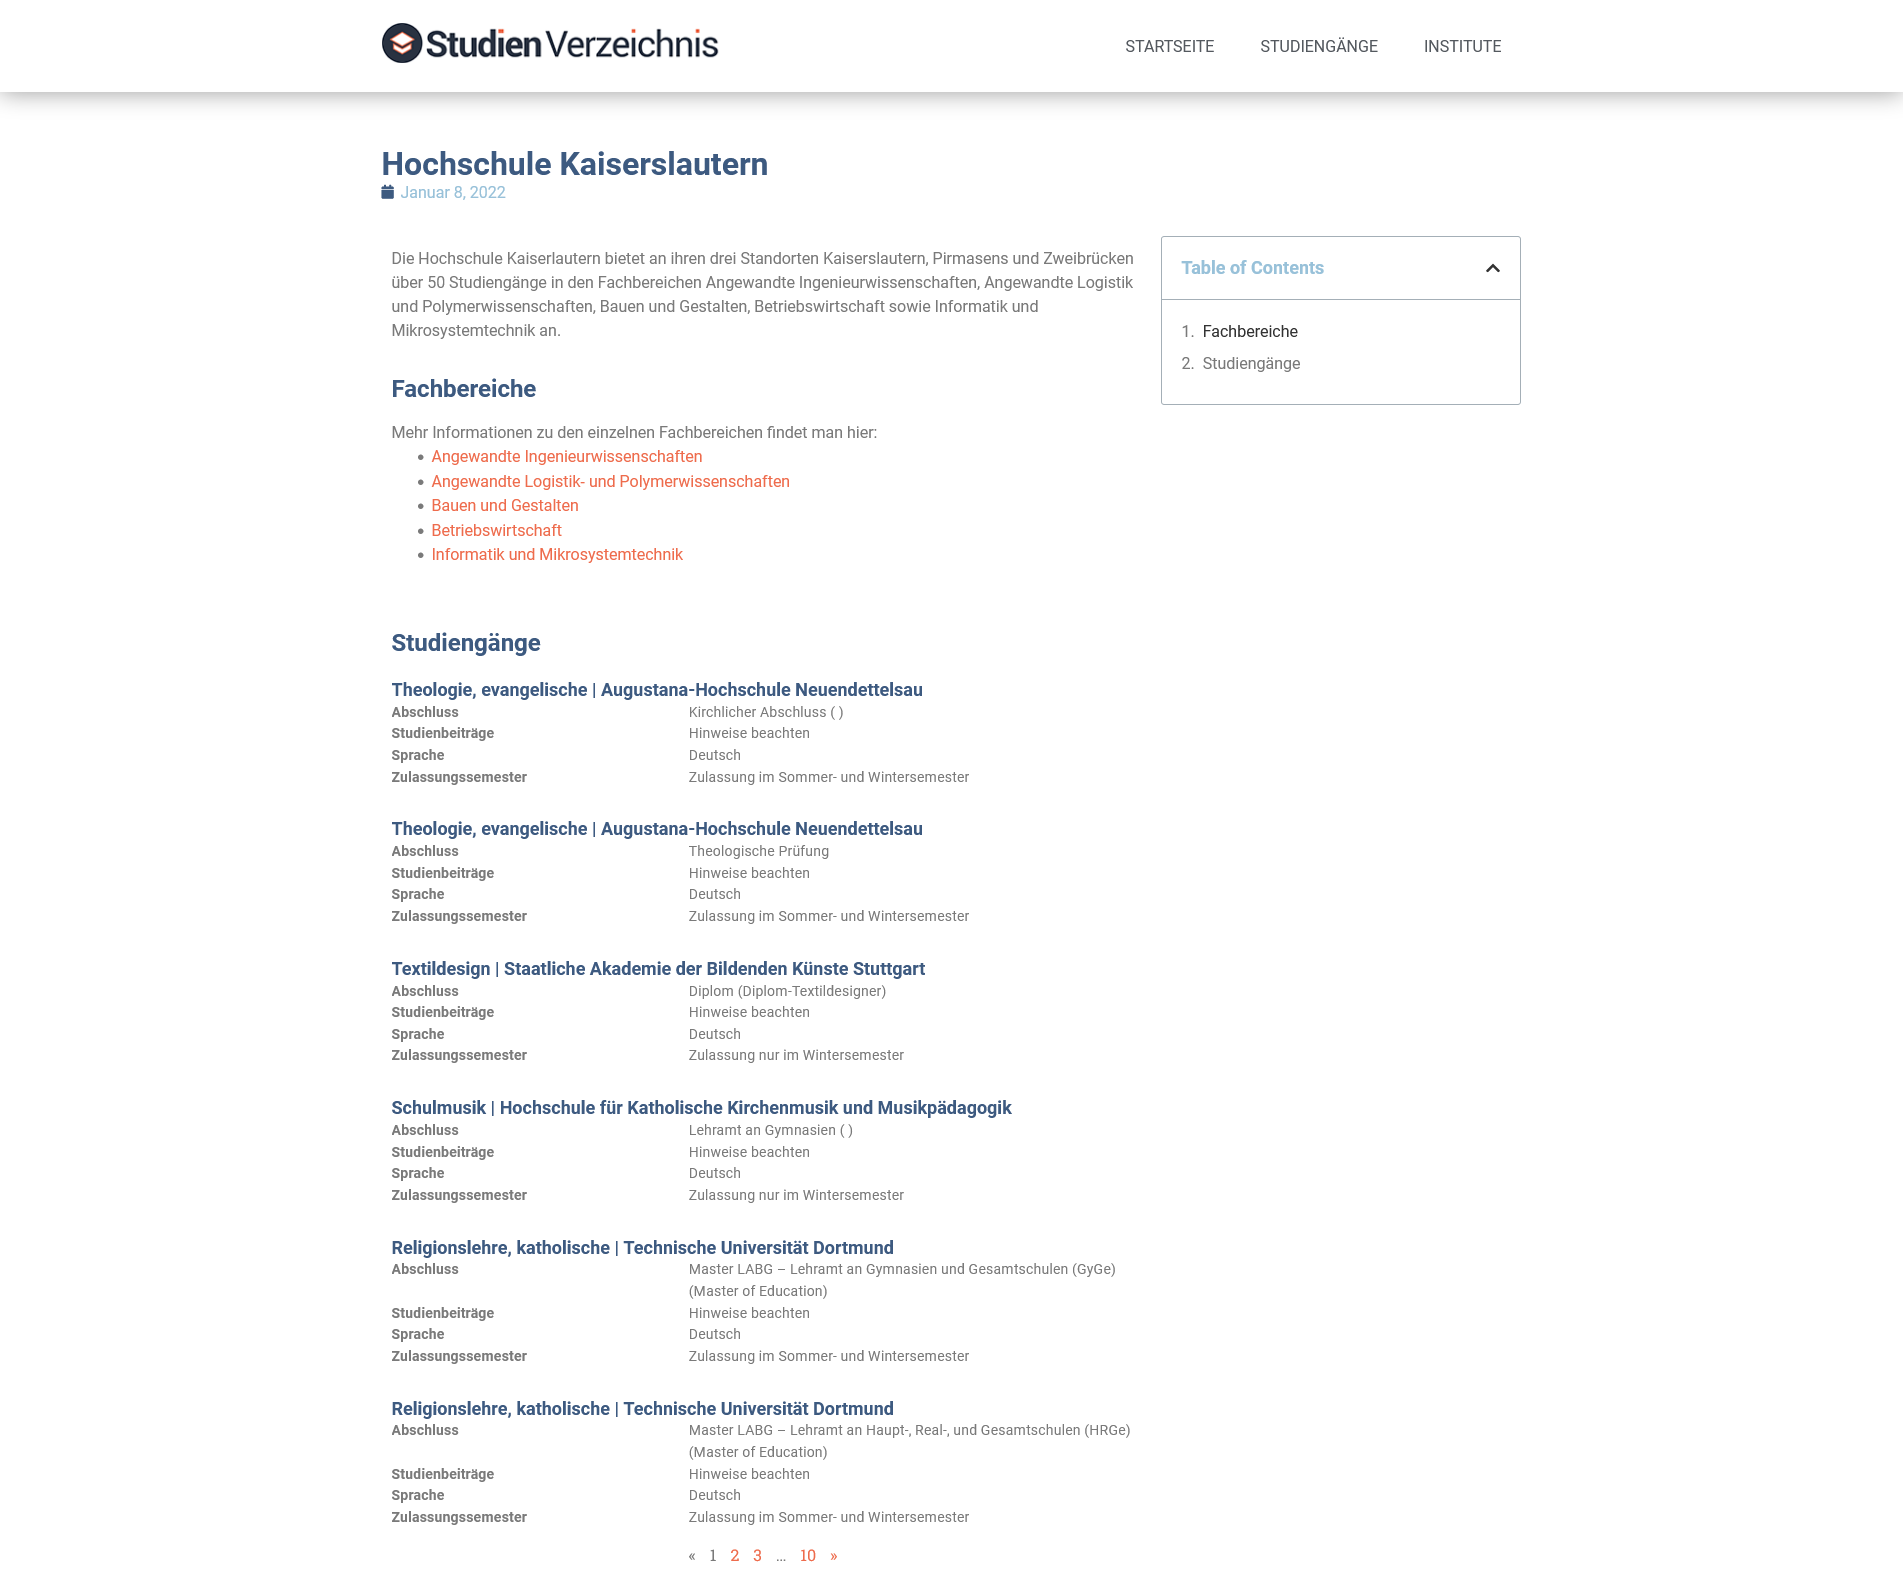 Studien Verzeichnis
STARTSEITE STUDIENGÄNGE INSTITUTE
Hochschule Kaiserslautern
Januar 8, 2022
Die Hochschule Kaiserlautern bietet an ihren drei Standorten Kaiserslautern, Pirmasens und Zweibrücken
über 50 Studiengänge in den Fachbereichen Angewandte Ingenieurwissenschaften, Angewandte Logistik
und Polymerwissenschaften, Bauen und Gestalten, Betriebswirtschaft sowie Informatik und
Mikrosystemtechnik an.
Table of Contents
1. Fachbereiche
2. Studiengänge
Fachbereiche
Mehr Informationen zu den einzelnen Fachbereichen findet man hier:
• Angewandte Ingenieurwissenschaften
• Angewandte Logistik- und Polymerwissenschaften
• Bauen und Gestalten
• Betriebswirtschaft
• Informatik und Mikrosystemtechnik
Studiengänge
Theologie, evangelische | Augustana-Hochschule Neuendettelsau
Abschluss Kirchlicher Abschluss ( )
Studienbeiträge Hinweise beachten
Sprache Deutsch
Zulassungssemester Zulassung im Sommer- und Wintersemester
Theologie, evangelische | Augustana-Hochschule Neuendettelsau
Abschluss Theologische Prüfung
Studienbeiträge Hinweise beachten
Sprache Deutsch
Zulassungssemester Zulassung im Sommer- und Wintersemester
Textildesign | Staatliche Akademie der Bildenden Künste Stuttgart
Abschluss Diplom (Diplom-Textildesigner)
Studienbeiträge Hinweise beachten
Sprache Deutsch
Zulassungssemester Zulassung nur im Wintersemester
Schulmusik | Hochschule für Katholische Kirchenmusik und Musikpädagogik
Abschluss Lehramt an Gymnasien ( )
Studienbeiträge Hinweise beachten
Sprache Deutsch
Zulassungssemester Zulassung nur im Wintersemester
Religionslehre, katholische | Technische Universität Dortmund
Abschluss Master LABG – Lehramt an Gymnasien und Gesamtschulen (GyGe)
(Master of Education)
Studienbeiträge Hinweise beachten
Sprache Deutsch
Zulassungssemester Zulassung im Sommer- und Wintersemester
Religionslehre, katholische | Technische Universität Dortmund
Abschluss Master LABG – Lehramt an Haupt-, Real-, und Gesamtschulen (HRGe)
(Master of Education)
Studienbeiträge Hinweise beachten
Sprache Deutsch
Zulassungssemester Zulassung im Sommer- und Wintersemester
« 1 2 3 … 10 »